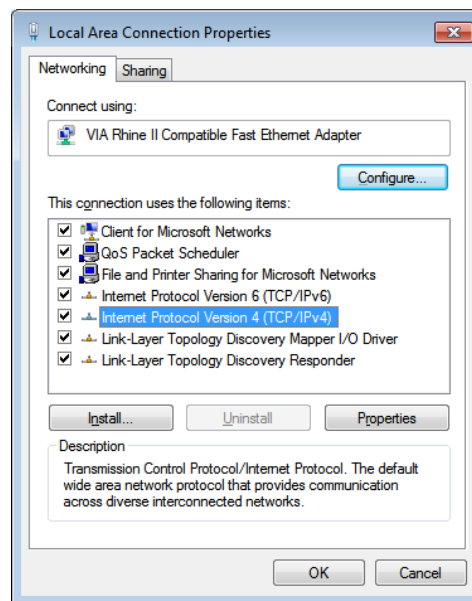 Local Area Connection Properties
Networking Sharing
Connect using:
VIA Rhine II Compatible Fast Ethernet Adapter
Configure...
This connection uses the following items:
Client for Microsoft Networks
QoS Packet Scheduler
File and Printer Sharing for Microsoft Networks
Internet Protocol Version 6 (TCP/IPv6)
Internet Protocol Version 4 (TCP/IPv4)
Link-Layer Topology Discovery Mapper I/O Driver
Link-Layer Topology Discovery Responder
Install... Uninstall Properties
Description
Transmission Control Protocol/Internet Protocol. The default
wide area network protocol that provides communication
across diverse interconnected networks.
OK Cancel